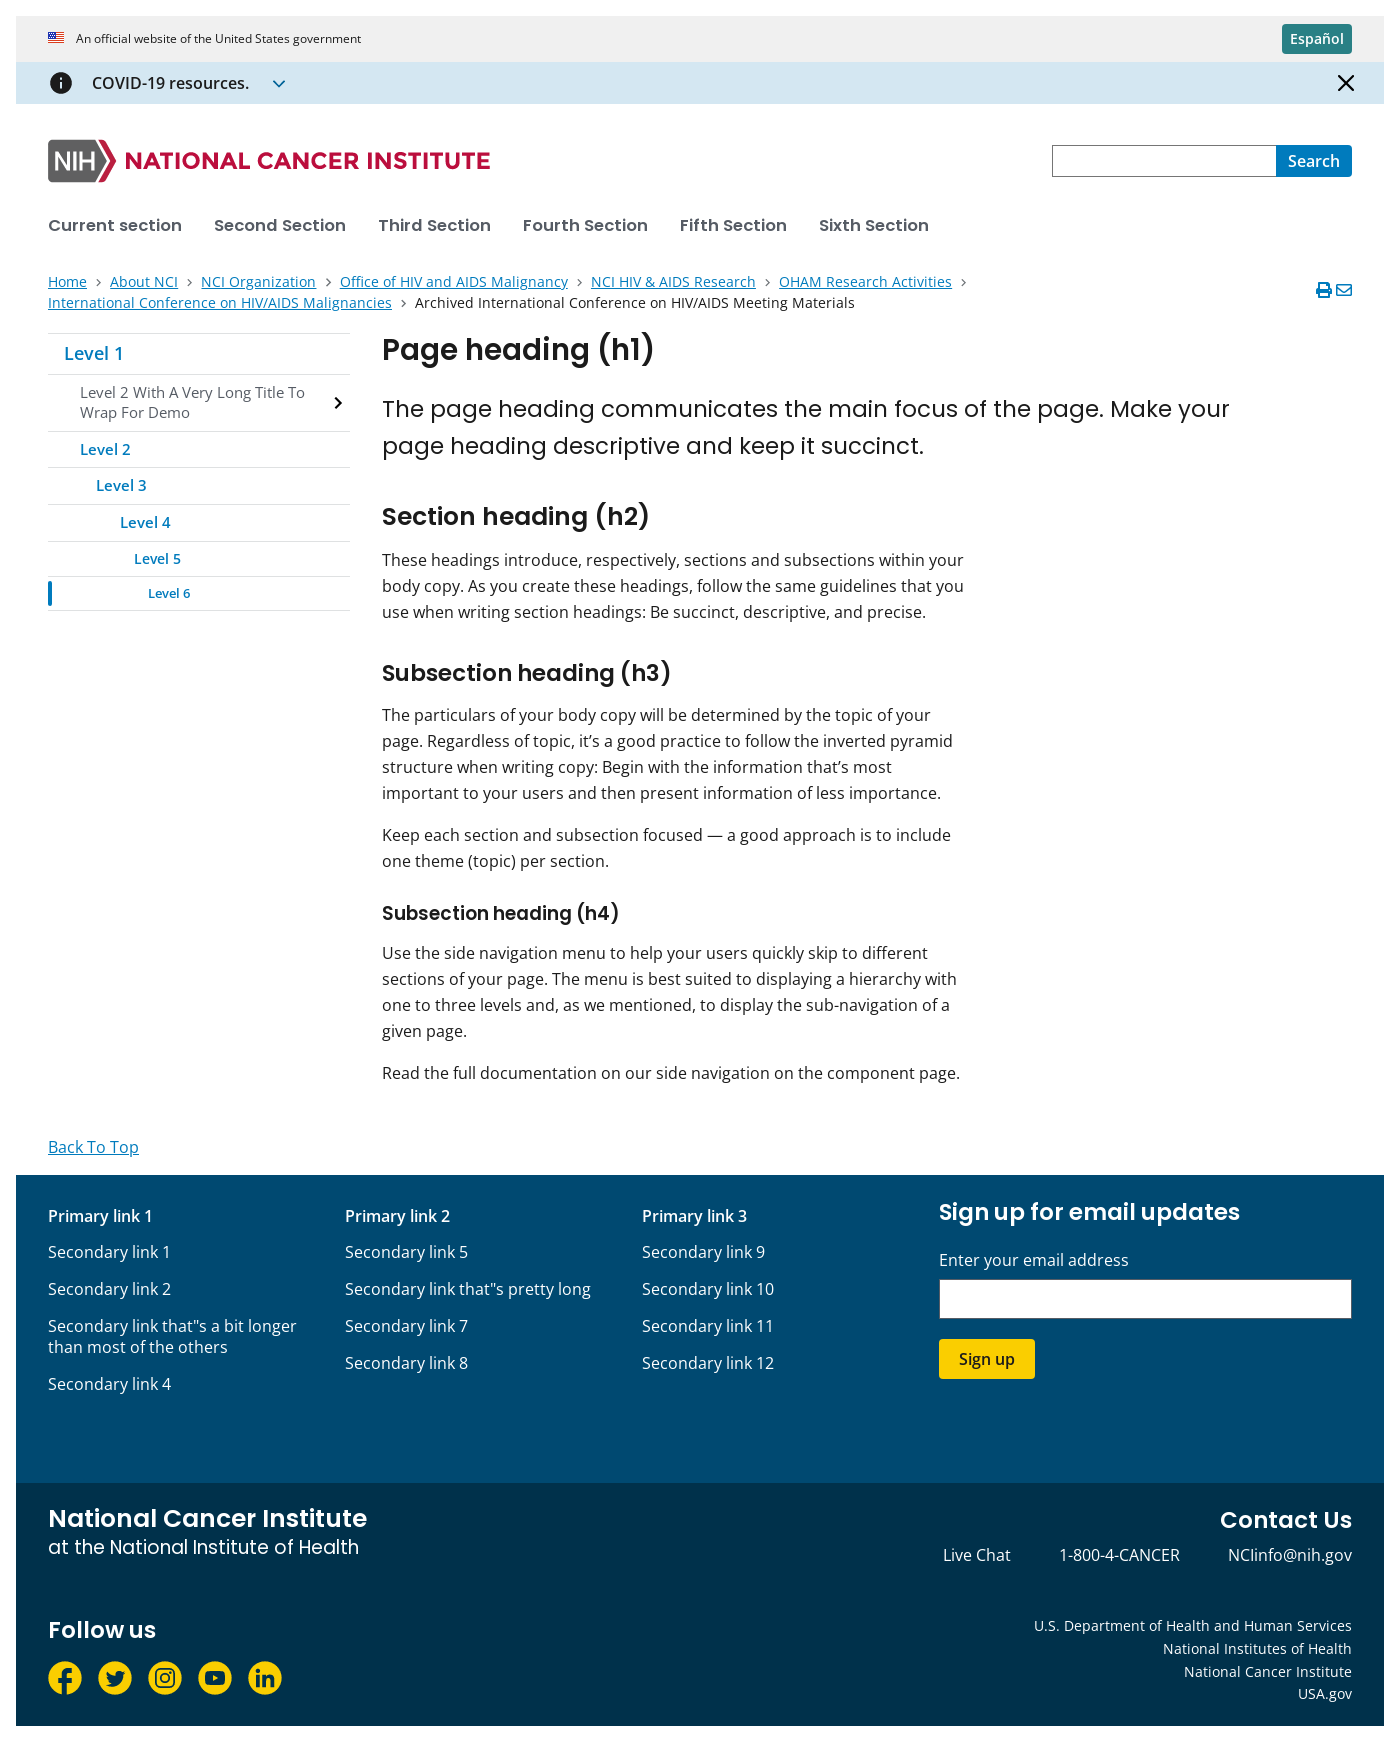 An official website of the United States government
Español
COVID-19 resources.
NIH NATIONAL CANCER INSTITUTE
Search
Current section Second Section Third Section Fourth Section Fifth Section Sixth Section
Home > About NCI > NCI Organization > Office of HIV and AIDS Malignancy > NCI HIV & AIDS Research > OHAM Research Activities >
International Conference on HIV/AIDS Malignancies > Archived International Conference on HIV/AIDS Meeting Materials
Level 1
Level 2 With A Very Long Title To
Wrap For Demo
Level 2
Level 3
Level 4
Level 5
Level 6
Page heading (h1)
The page heading communicates the main focus of the page. Make your
page heading descriptive and keep it succinct.
Section heading (h2)
These headings introduce, respectively, sections and subsections within your
body copy. As you create these headings, follow the same guidelines that you
use when writing section headings: Be succinct, descriptive, and precise.
Subsection heading (h3)
The particulars of your body copy will be determined by the topic of your
page. Regardless of topic, it’s a good practice to follow the inverted pyramid
structure when writing copy: Begin with the information that’s most
important to your users and then present information of less importance.
Keep each section and subsection focused — a good approach is to include
one theme (topic) per section.
Subsection heading (h4)
Use the side navigation menu to help your users quickly skip to different
sections of your page. The menu is best suited to displaying a hierarchy with
one to three levels and, as we mentioned, to display the sub-navigation of a
given page.
Read the full documentation on our side navigation on the component page.
Back To Top
Primary link 1
Secondary link 1
Secondary link 2
Secondary link that"s a bit longer
than most of the others
Secondary link 4
Primary link 2
Secondary link 5
Secondary link that"s pretty long
Secondary link 7
Secondary link 8
Primary link 3
Secondary link 9
Secondary link 10
Secondary link 11
Secondary link 12
Sign up for email updates
Enter your email address
Sign up
National Cancer Institute
at the National Institute of Health
Contact Us
Live Chat 1-800-4-CANCER NCIinfo@nih.gov
Follow us
U.S. Department of Health and Human Services
National Institutes of Health
National Cancer Institute
USA.gov